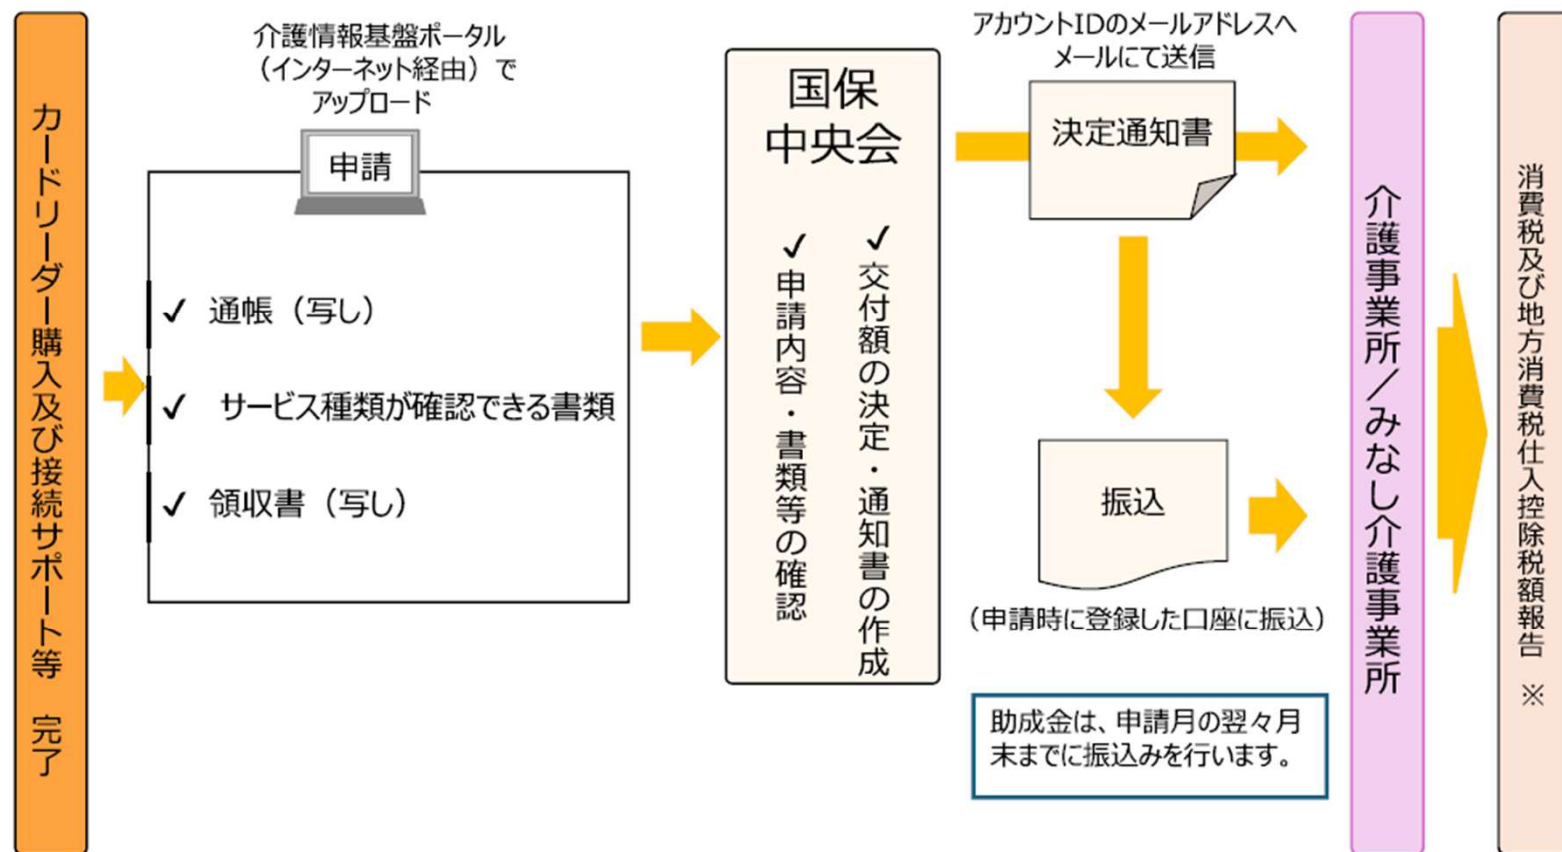 カードリーダー購入及び接続サポート等　完了
介護情報基盤ポータル
（インターネット経由）で
アップロード
申請
✓ 通帳（写し）
✓ サービス種類が確認できる書類
✓ 領収書（写し）
国保
中央会
✓ 交付額の決定・通知書の作成
✓ 申請内容・書類等の確認
アカウントIDのメールアドレスへ
メールにて送信
決定通知書
振込
（申請時に登録した口座に振込）
助成金は、申請月の翌々月
末までに振込みを行います。
介護事業所／みなし介護事業所
消費税及び地方消費税仕入控除税額報告　※